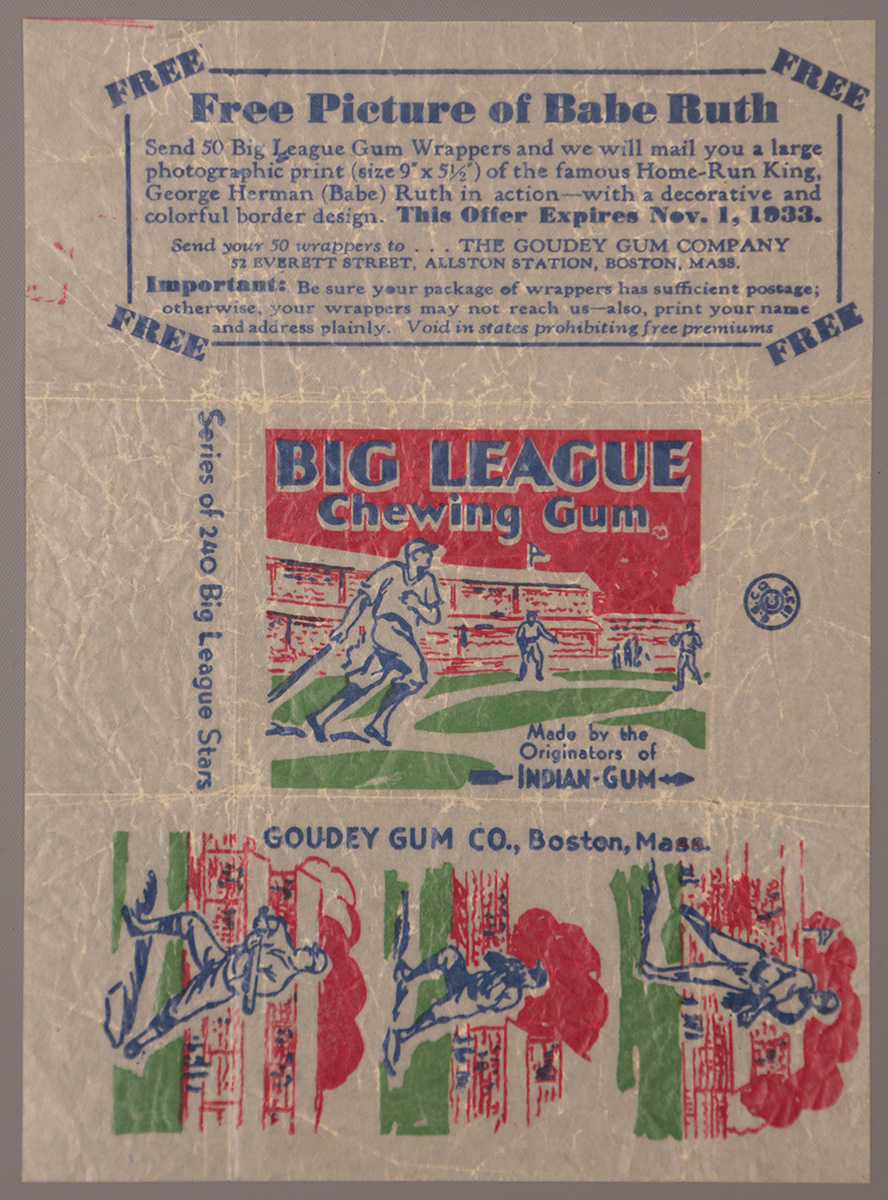 FREE
FREE
Free Picture of Babe Ruth
Send 50 Big League Gum Wrappers and we will mail you a large
photographic print (size 9" x 5½") of the famous Home-Run King,
George Herman (Babe) Ruth in action—with a decorative and
colorful border design. This Offer Expires Nov. 1, 1933.
Send your 50 wrappers to . . . THE GOUDEY GUM COMPANY
52 EVERETT STREET, ALLSTON STATION, BOSTON, MASS.
Important: Be sure your package of wrappers has sufficient postage;
otherwise, your wrappers may not reach us—also, print your name
and address plainly. Void in states prohibiting free premiums
FREE
FREE
Series of 240 Big League Stars
BIG LEAGUE
Chewing Gum
Made by the
Originators of
INDIAN-GUM
GOUDEY GUM CO., Boston, Mass.